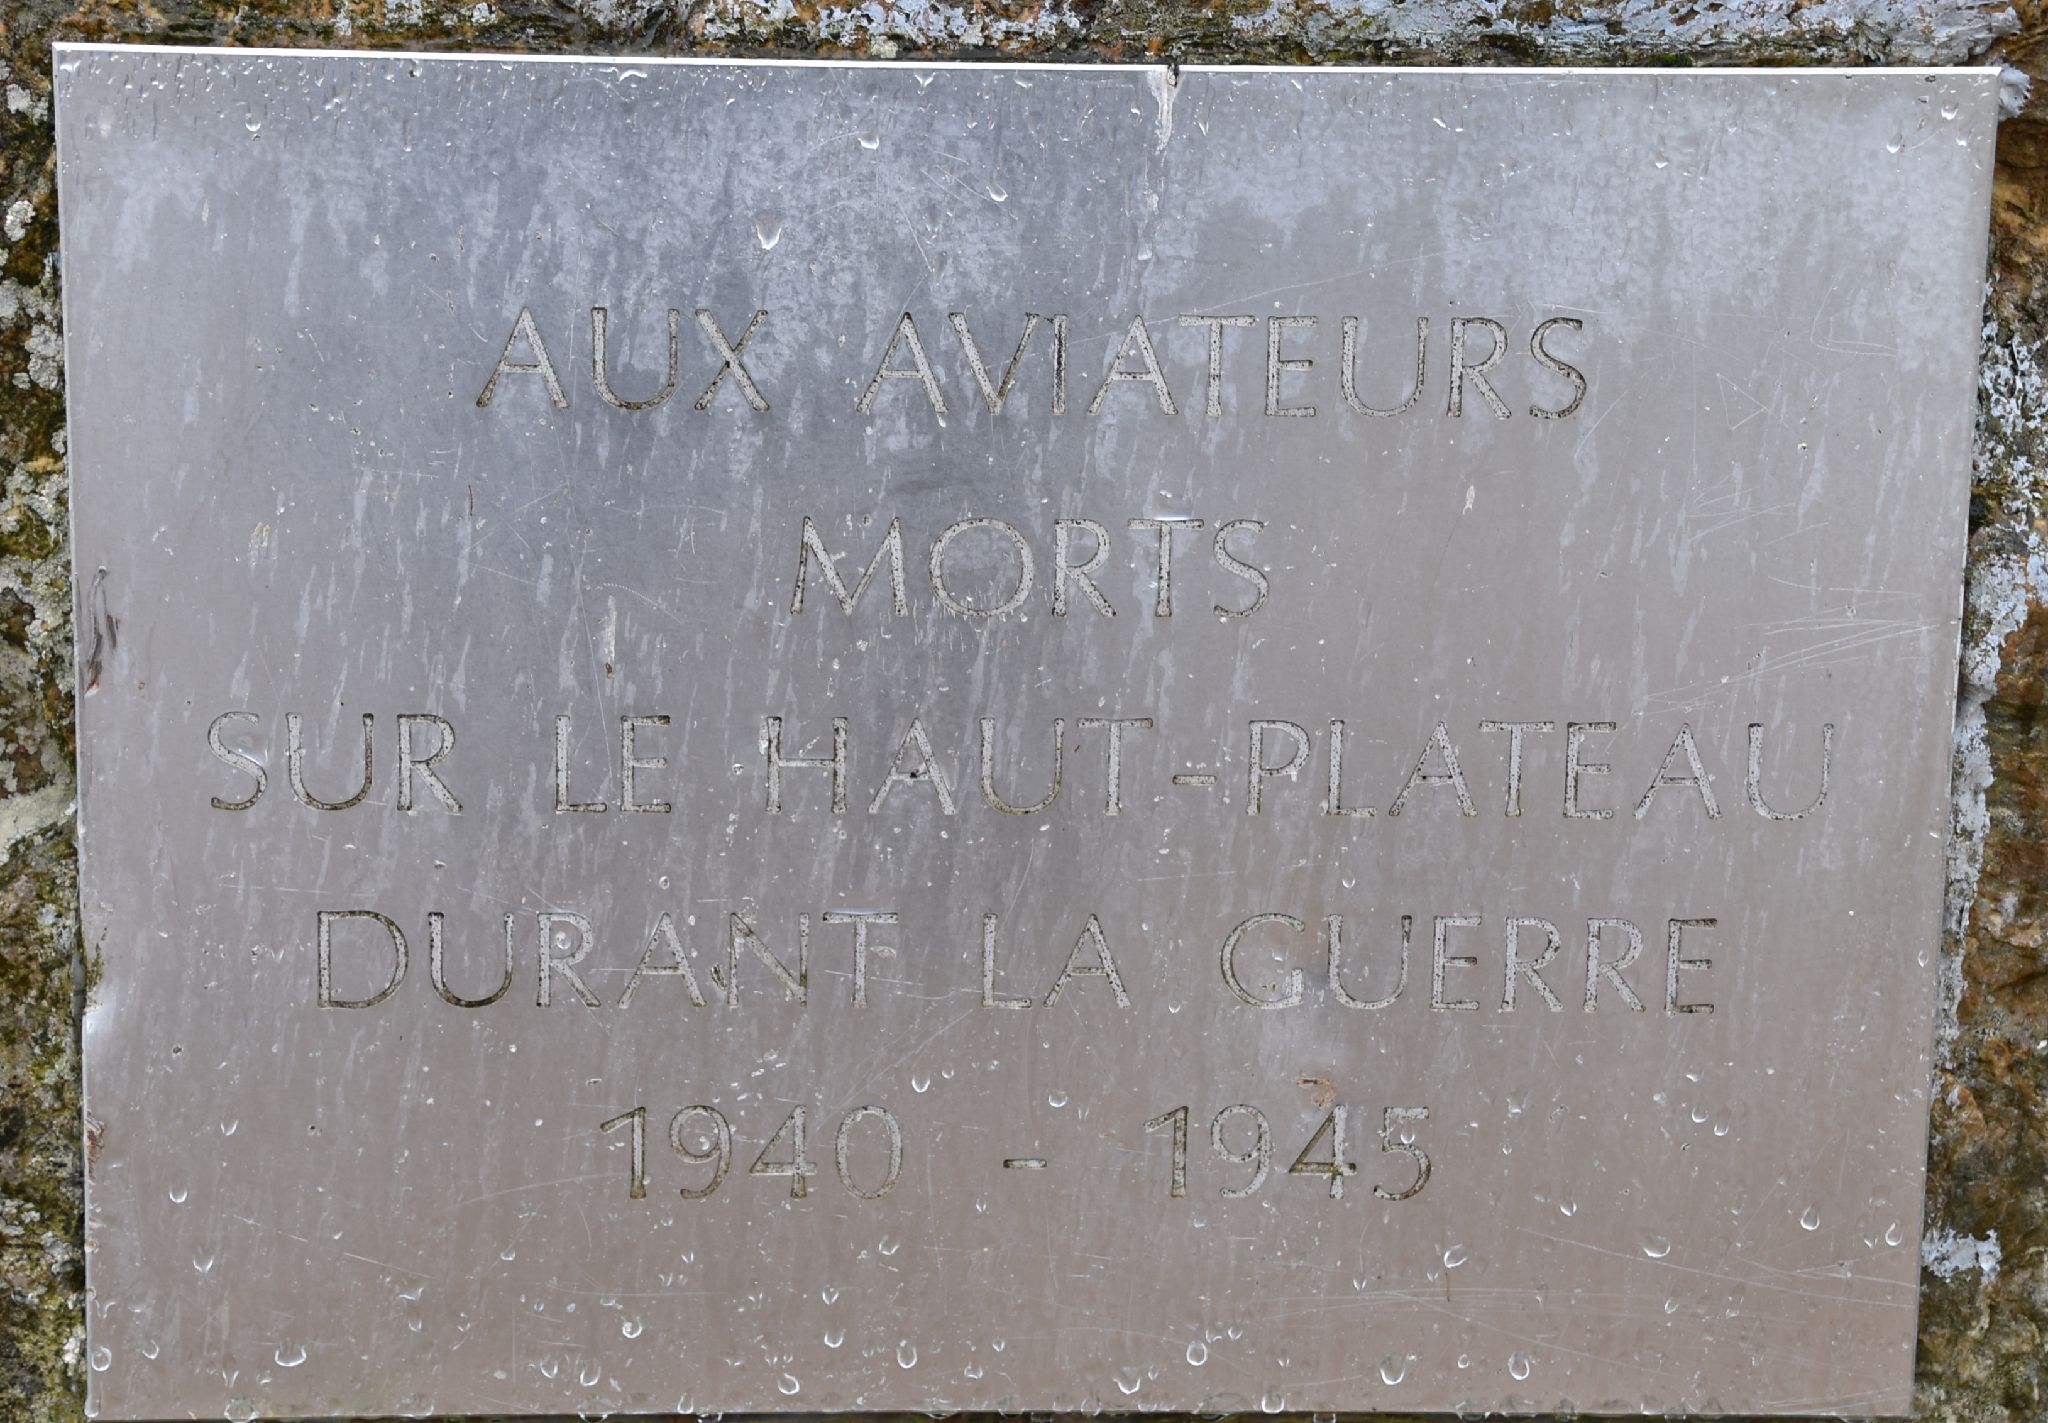 AUX AVIATEURS
MORTS
SUR LE HAUT-PLATEAU
DURANT LA GUERRE
1940 - 1945